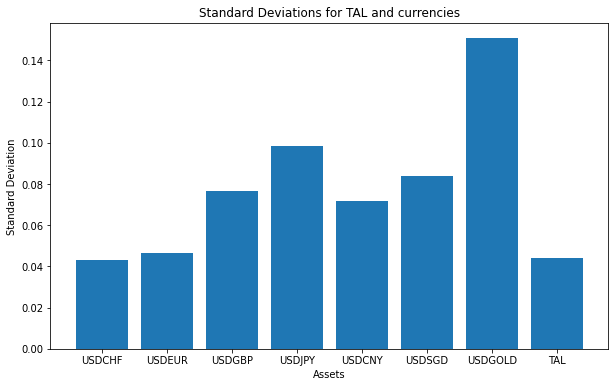 Standard Deviations for TAL and currencies
0.14
0.12
0.10
0.08
0.06
0.04
0.02
0.00
Standard Deviation
USDCHF USDEUR USDGBP USDJPY USDCNY USDSGD USDGOLD TAL
Assets